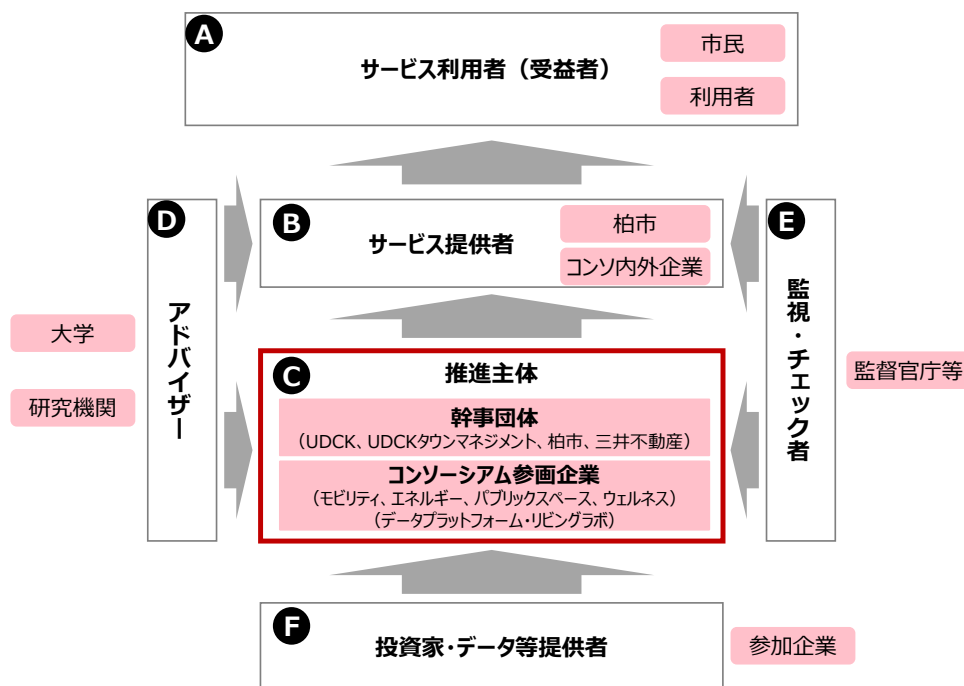 A
サービス利用者（受益者）
市民
利用者
D
アドバイザー
大学
研究機関
B
サービス提供者
柏市
コンソ内外企業
E
監視・チェック者
監督官庁等
C
推進主体
幹事団体
（UDCK、UDCKタウンマネジメント、柏市、三井不動産）
コンソーシアム参画企業
（モビリティ、エネルギー、パブリックスペース、ウェルネス）
（データプラットフォーム・リビングラボ）
F
投資家・データ等提供者
参加企業